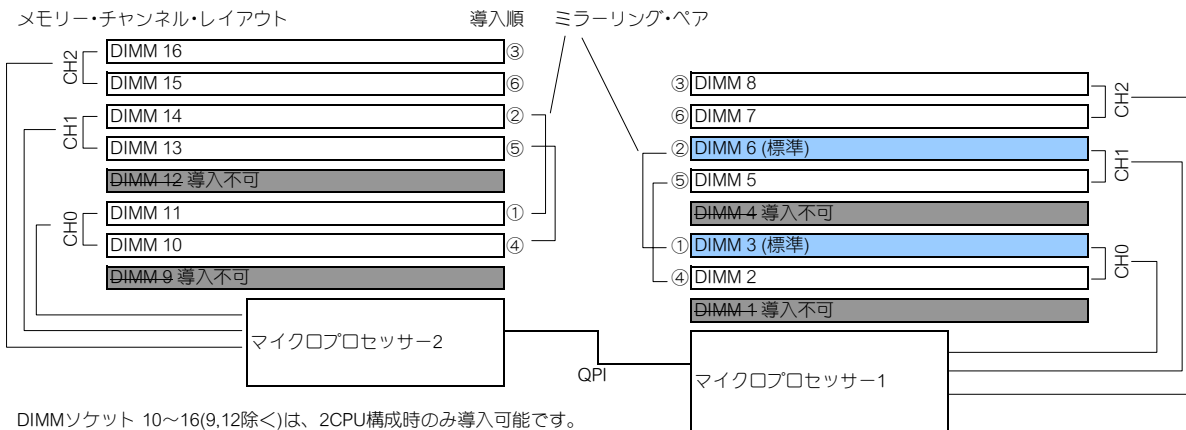 メモリー・チャンネル・レイアウト 導入順 ミラーリング・ペア
CH2
DIMM 16 ③
DIMM 15 ⑥
CH1
DIMM 14 ②
DIMM 13 ⑤
DIMM 12 導入不可
CH0
DIMM 11 ①
DIMM 10 ④
DIMM 9 導入不可
マイクロプロセッサー2
③ DIMM 8
⑥ DIMM 7
CH2
② DIMM 6 (標準)
⑤ DIMM 5
CH1
DIMM 4 導入不可
① DIMM 3 (標準)
④ DIMM 2
CH0
DIMM 1 導入不可
QPI
マイクロプロセッサー1
DIMMソケット 10~16(9,12除く)は、2CPU構成時のみ導入可能です。